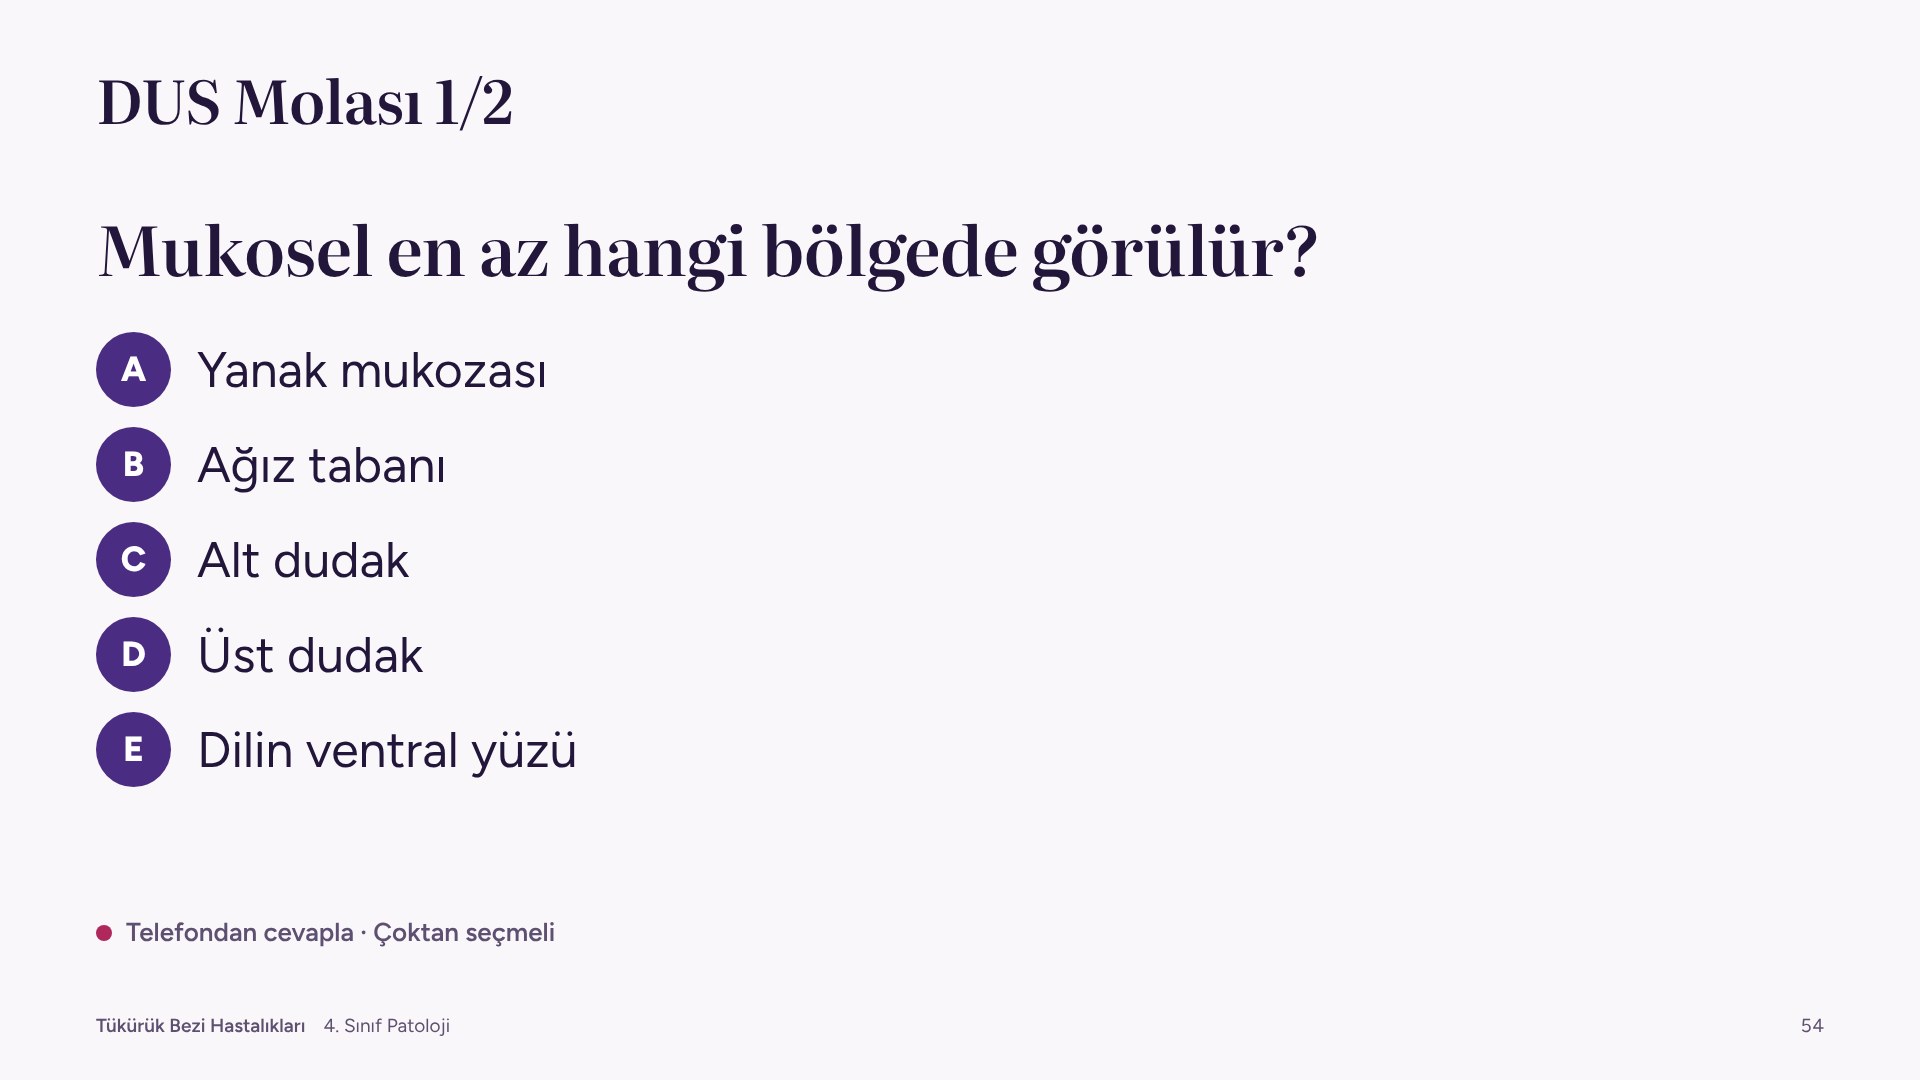 DUS Molası 1/2
Mukosel en az hangi bölgede görülür?
A Yanak mukozası
B Ağız tabanı
C Alt dudak
D Üst dudak
E Dilin ventral yüzü
Telefondan cevapla · Çoktan seçmeli
Tükürük Bezi Hastalıkları 4. Sınıf Patoloji 54